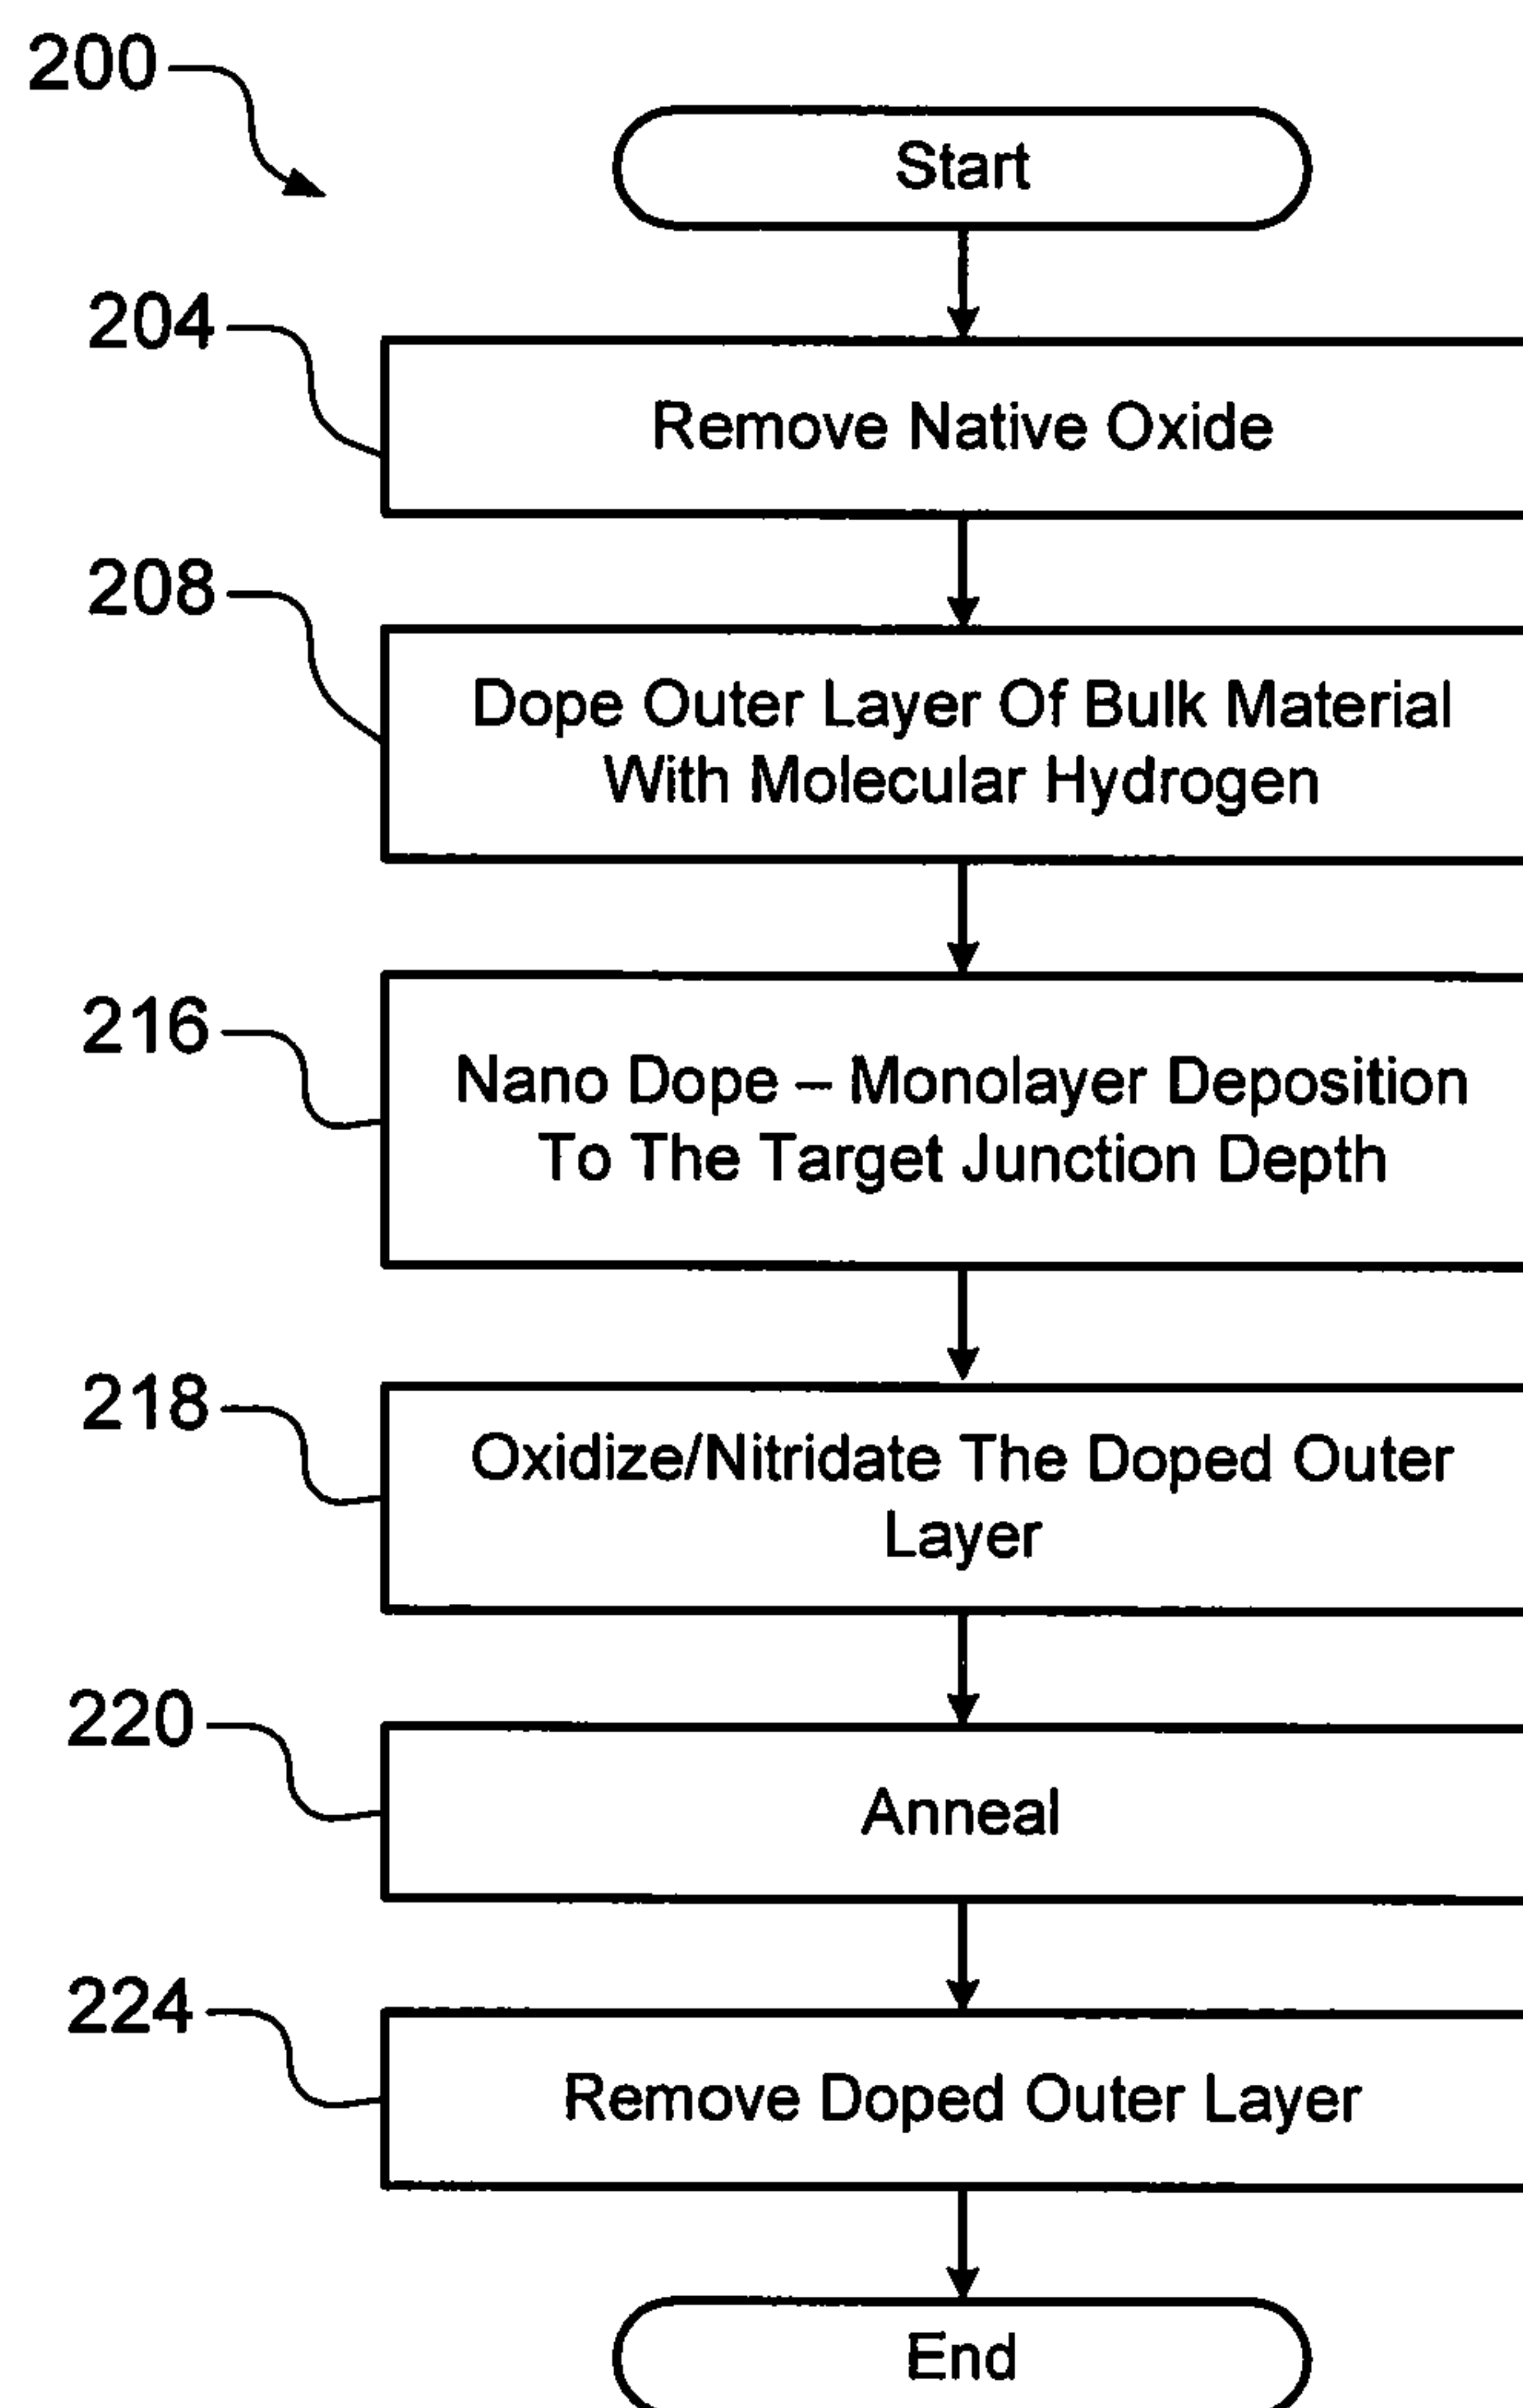 200
Start
204
Remove Native Oxide
208
Dope Outer Layer Of Bulk Material
With Molecular Hydrogen
216
Nano Dope – Monolayer Deposition
To The Target Junction Depth
218
Oxidize/Nitridate The Doped Outer
Layer
220
Anneal
224
Remove Doped Outer Layer
End